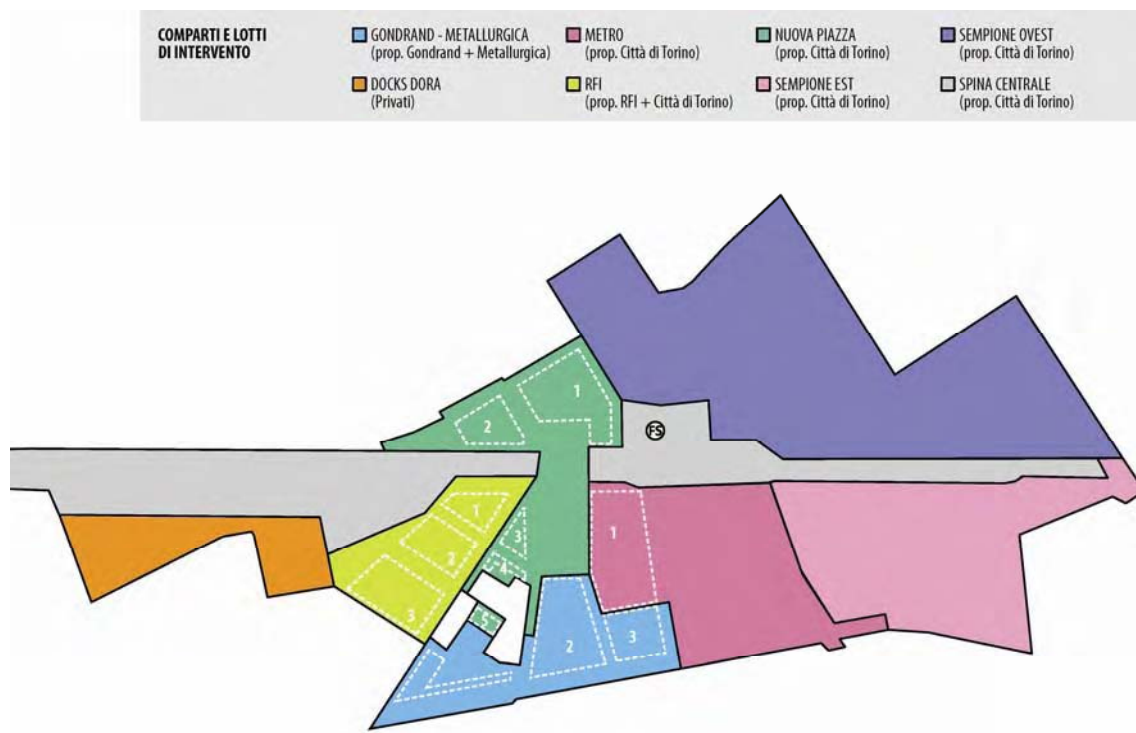 COMPARTI E LOTTI
DI INTERVENTO
GONDRAND - METALLURGICA
(prop. Gondrand + Metallurgica)
METRO
(prop. Città di Torino)
NUOVA PIAZZA
(prop. Città di Torino)
SEMPIONE OVEST
(prop. Città di Torino)
DOCKS DORA
(Privati)
RFI
(prop. RFI + Città di Torino)
SEMPIONE EST
(prop. Città di Torino)
SPINA CENTRALE
(prop. Città di Torino)
1
2
FS
1
2
3
3
4
5
1
2
3